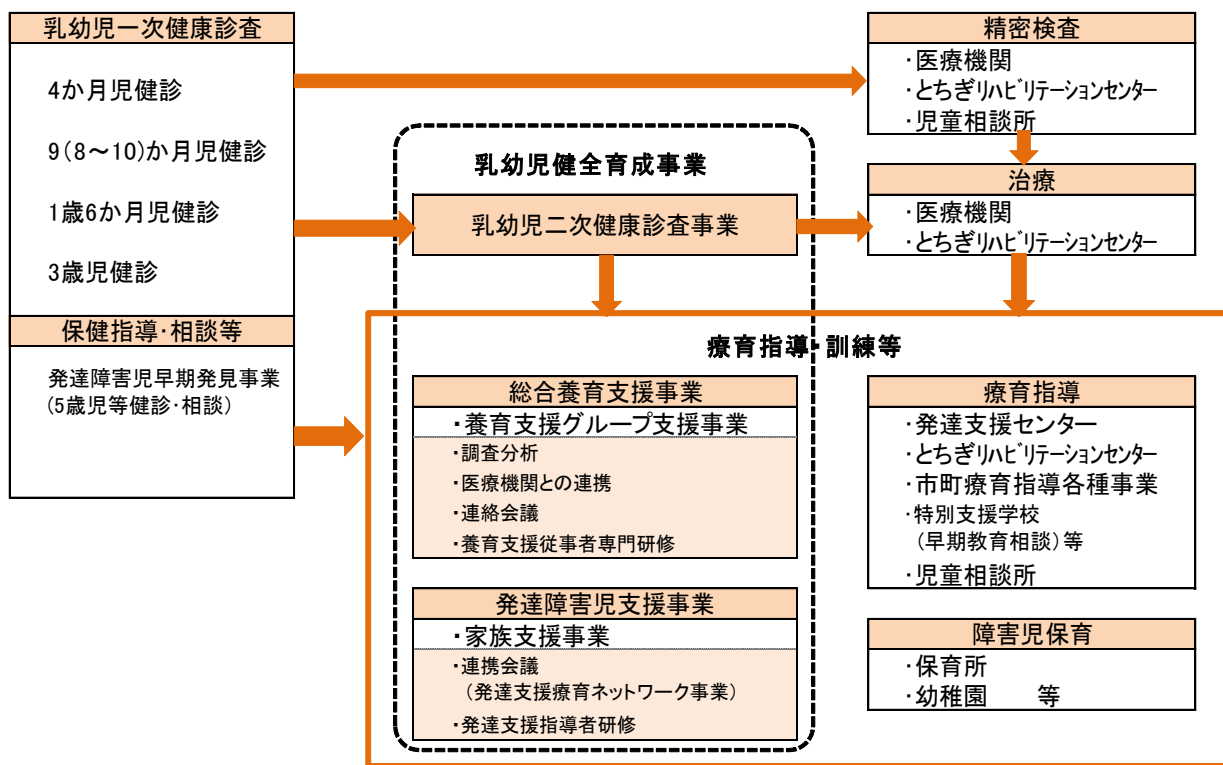 乳幼児一次健康診査
4か月児健診
9(8～10)か月児健診
1歳6か月児健診
3歳児健診
保健指導・相談等
発達障害児早期発見事業
(5歳児等健診・相談)
乳幼児健全育成事業
乳幼児二次健康診査事業
精密検査
・医療機関
・とちぎﾘﾊﾋﾞﾘﾃｰｼｮﾝｾﾝﾀｰ
・児童相談所
治療
・医療機関
・とちぎﾘﾊﾋﾞﾘﾃｰｼｮﾝｾﾝﾀｰ
療育指導・訓練等
総合養育支援事業
・養育支援グループ支援事業
・調査分析
・医療機関との連携
・連絡会議
・養育支援従事者専門研修
発達障害児支援事業
・家族支援事業
・連携会議
（発達支援療育ネットワーク事業）
・発達支援指導者研修
療育指導
・発達支援センター
・とちぎﾘﾊﾋﾞﾘﾃｰｼｮﾝｾﾝﾀｰ
・市町療育指導各種事業
・特別支援学校
（早期教育相談）等
・児童相談所
障害児保育
・保育所
・幼稚園　　等